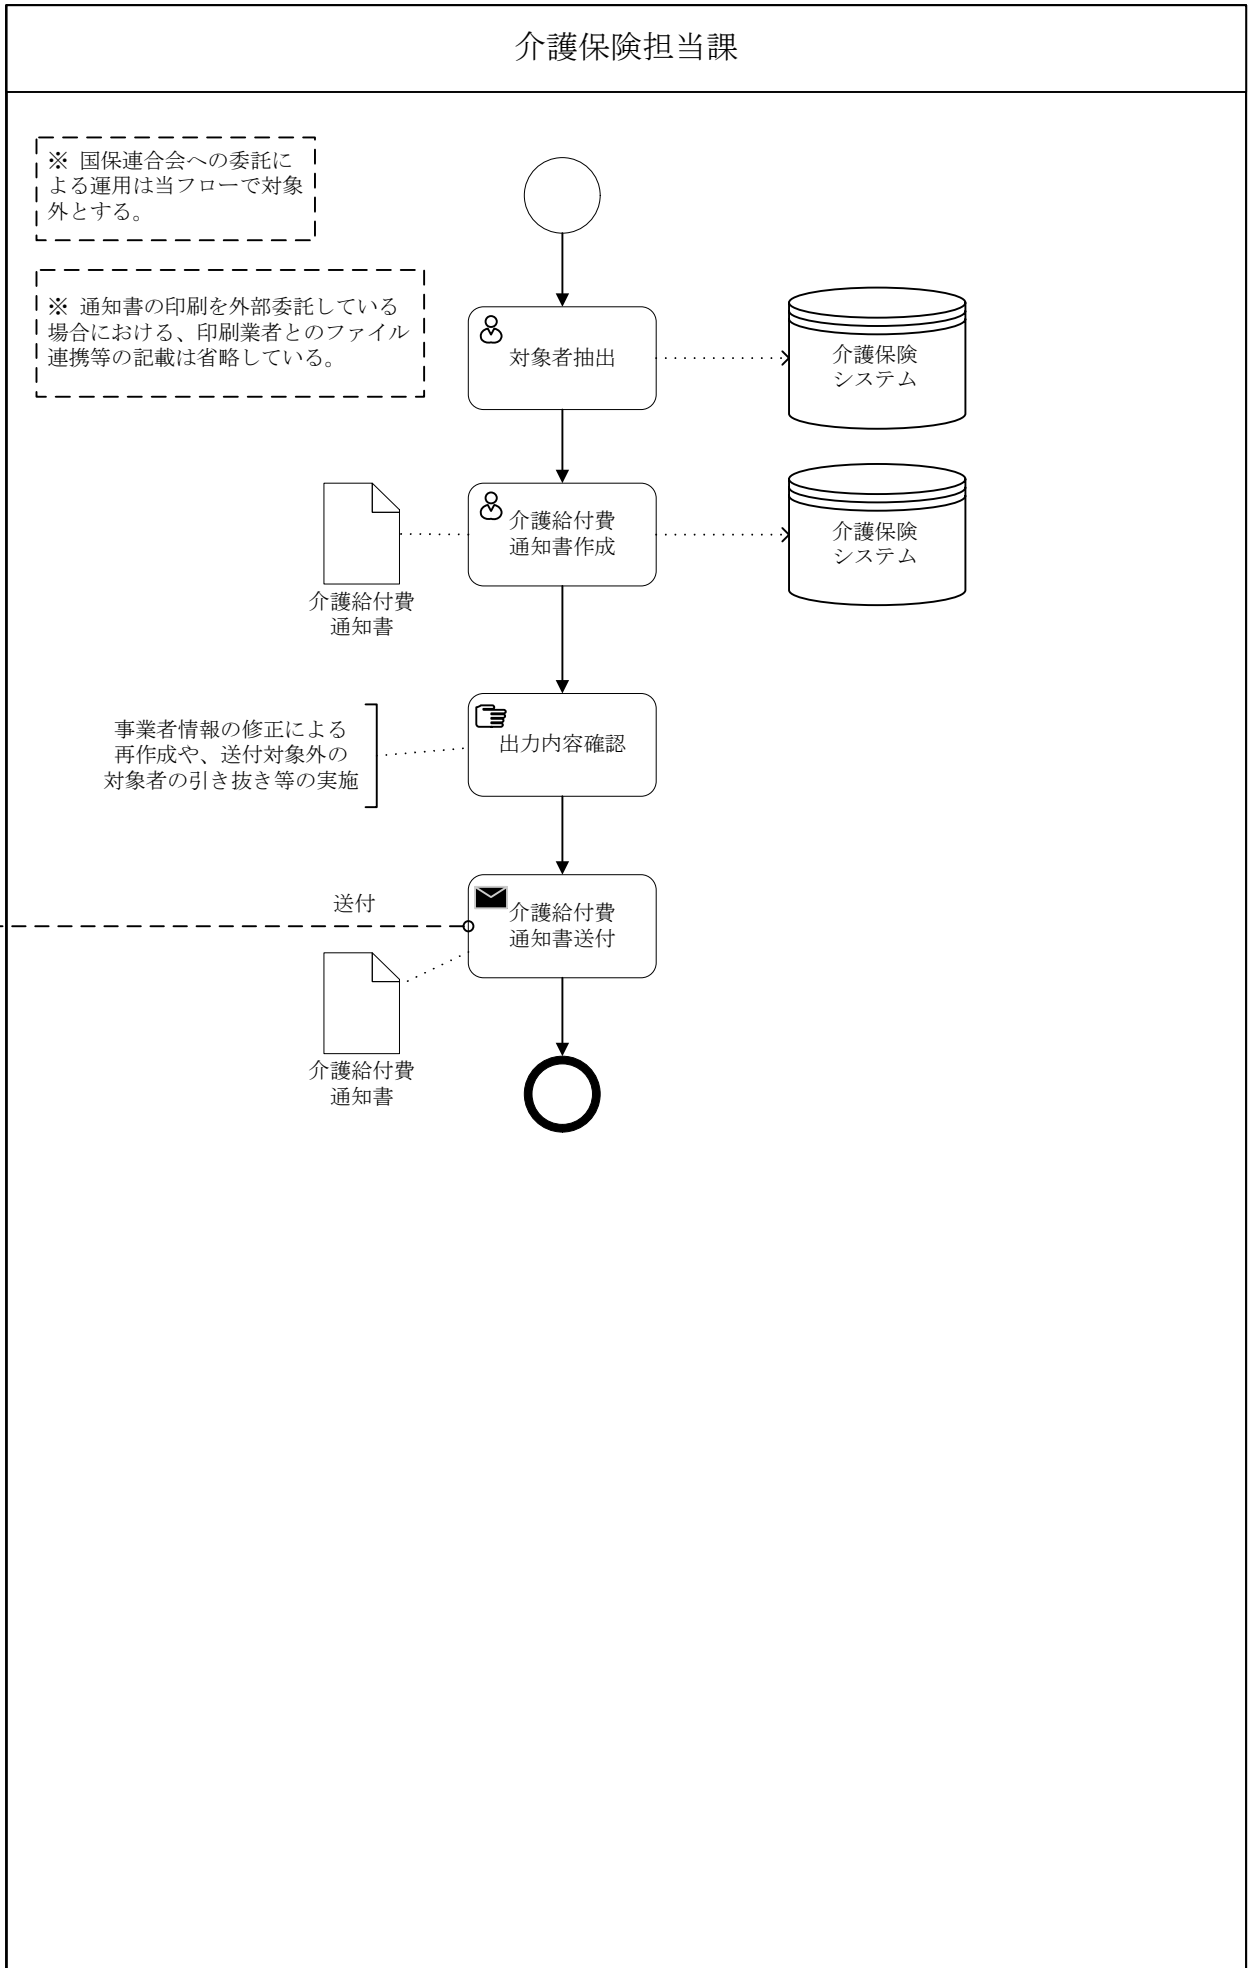 介護保険担当課
※ 国保連合会への委託に
よる運用は当フローで対象
外とする。
※ 通知書の印刷を外部委託している
場合における、印刷業者とのファイル
連携等の記載は省略している。
対象者抽出
介護保険
システム
介護給付費
通知書作成
介護保険
システム
介護給付費
通知書
事業者情報の修正による
再作成や、送付対象外の
対象者の引き抜き等の実施
出力内容確認
送付
介護給付費
通知書送付
介護給付費
通知書